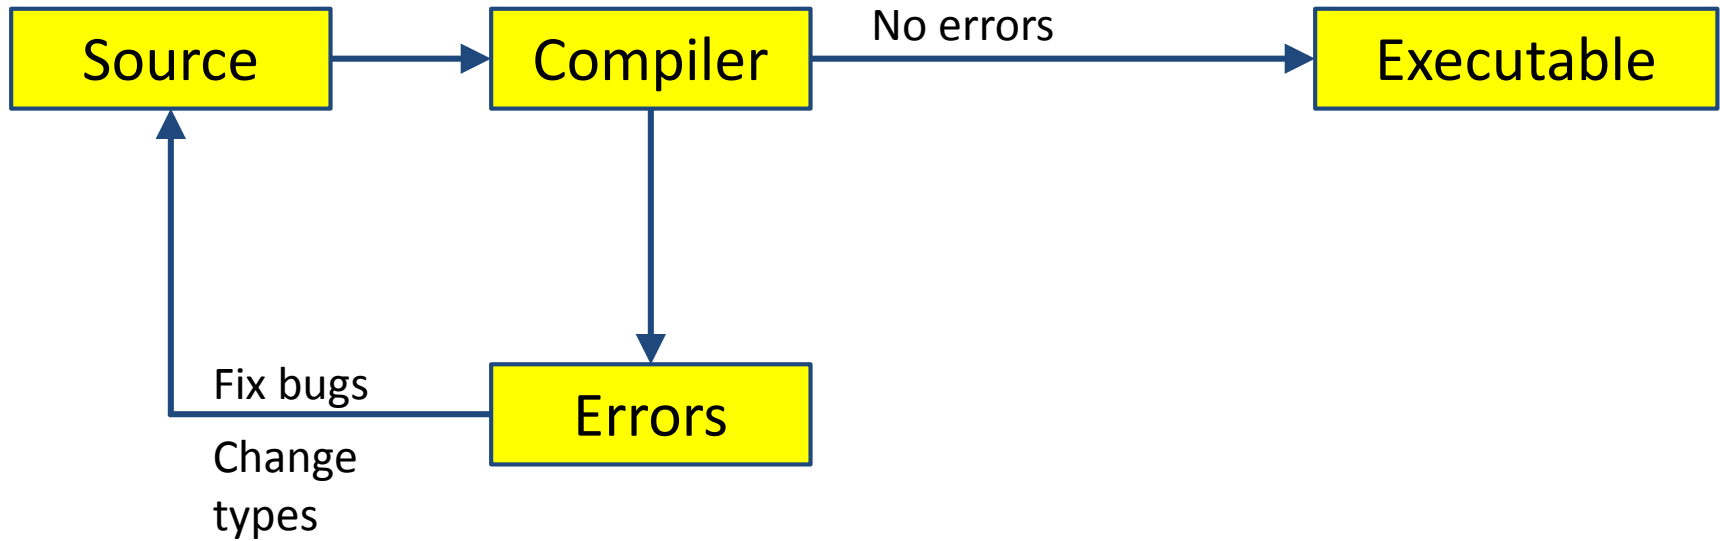 Source
Compiler
No errors
Executable
Fix bugs
Errors
Change
types